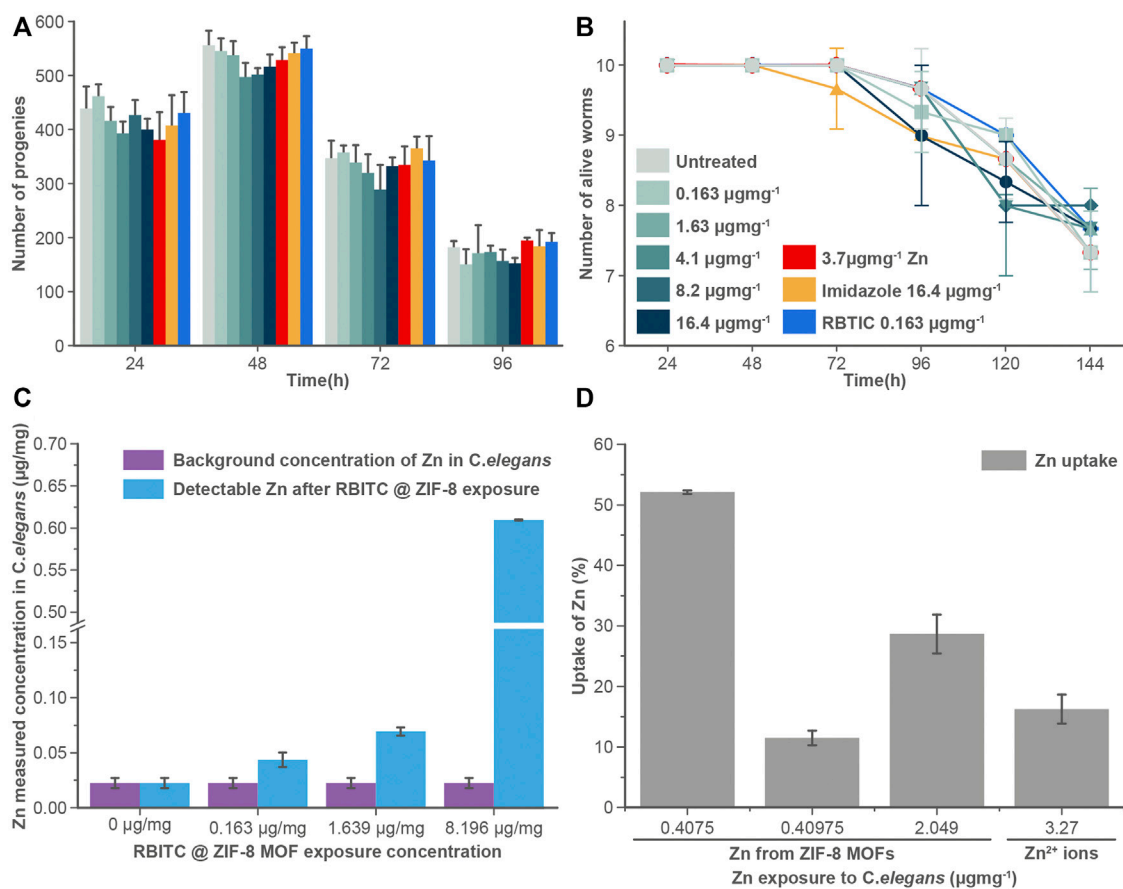 A
600
500
400
300
200
100
0
Number of progenies
24
48
72
96
Time(h)
B
10
9
8
7
6
Number of alive worms
Untreated
0.163 µgmg⁻¹
1.63 µgmg⁻¹
4.1 µgmg⁻¹
8.2 µgmg⁻¹
16.4 µgmg⁻¹
3.7µgmg⁻¹ Zn
Imidazole 16.4 µgmg⁻¹
RBTIC 0.163 µgmg⁻¹
24
48
72
96
120
144
Time(h)
C
0.70
0.65
0.60
0.55
0.50
0.15
0.10
0.05
0.00
Zn measured concentration in C.elegans (µg/mg)
Background concentration of Zn in C.elegans
Detectable Zn after RBITC @ ZIF-8 exposure
0 µg/mg
0.163 µg/mg
1.639 µg/mg
8.196 µg/mg
RBITC @ ZIF-8 MOF exposure concentration
D
60
50
40
30
20
10
0
Uptake of Zn (%)
Zn uptake
0.4075
0.40975
2.049
3.27
Zn from ZIF-8 MOFs
Zn²⁺ ions
Zn exposure to C.elegans (µgmg⁻¹)